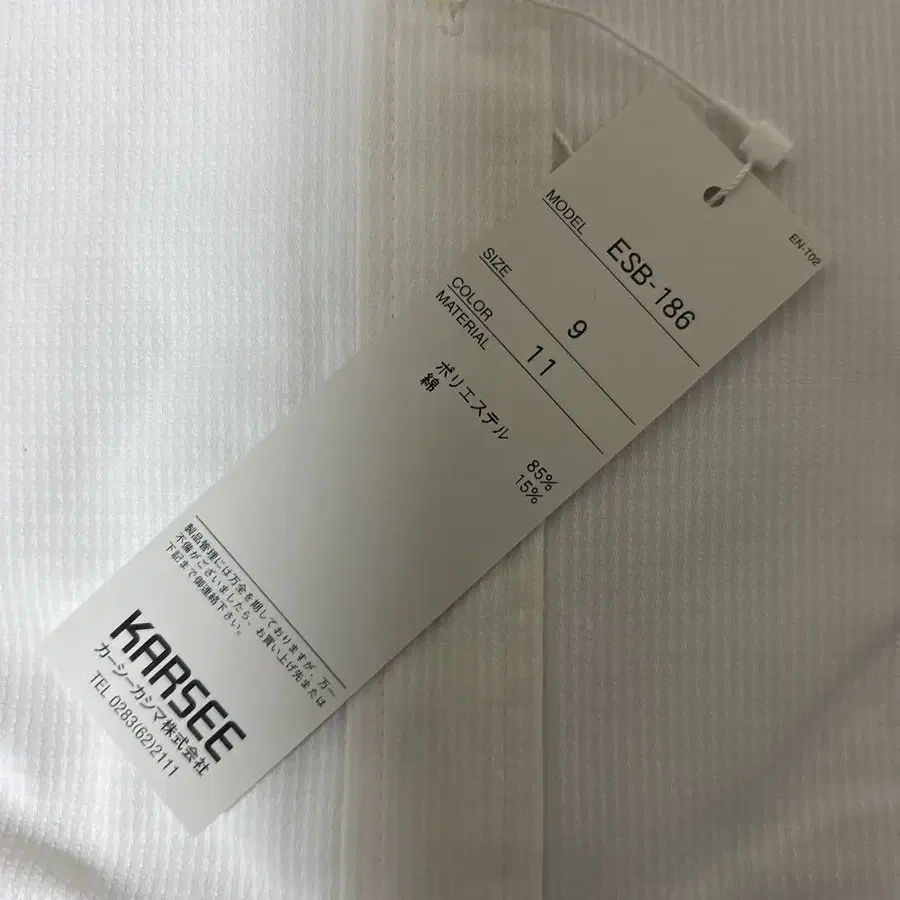 EN-T02
MODEL
ESB-186
SIZE
9
COLOR
11
MATERIAL
ポリエステル 85%
綿 15%
製品管理には万全を期しておりますが、万一
不備がございましたら、お買い上げ先または
下記まで御連絡下さい。
KARSEE
カーシーカシマ株式会社
TEL 0283(62)2111